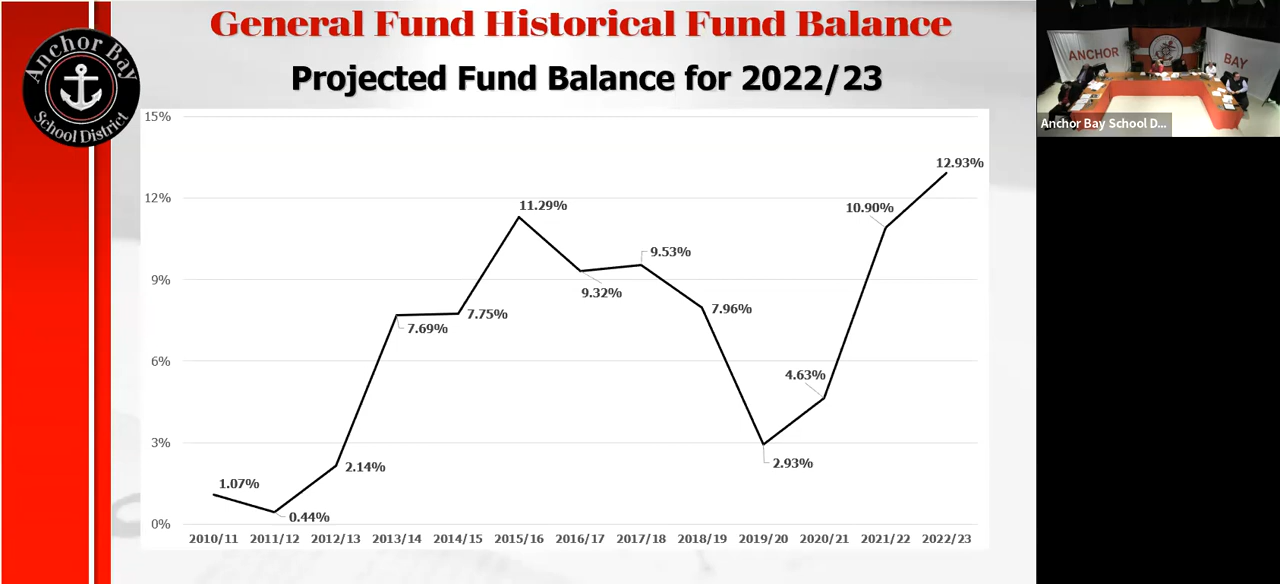 General Fund Historical Fund Balance
Projected Fund Balance for 2022/23
Anchor Bay
School District
15%
12%
9%
6%
3%
0%
1.07%
0.44%
2.14%
7.69%
7.75%
11.29%
9.32%
9.53%
7.96%
2.93%
4.63%
10.90%
12.93%
2010/11 2011/12 2012/13 2013/14 2014/15 2015/16 2016/17 2017/18 2018/19 2019/20 2020/21 2021/22 2022/23
ANCHOR
BAY
Anchor Bay School D...